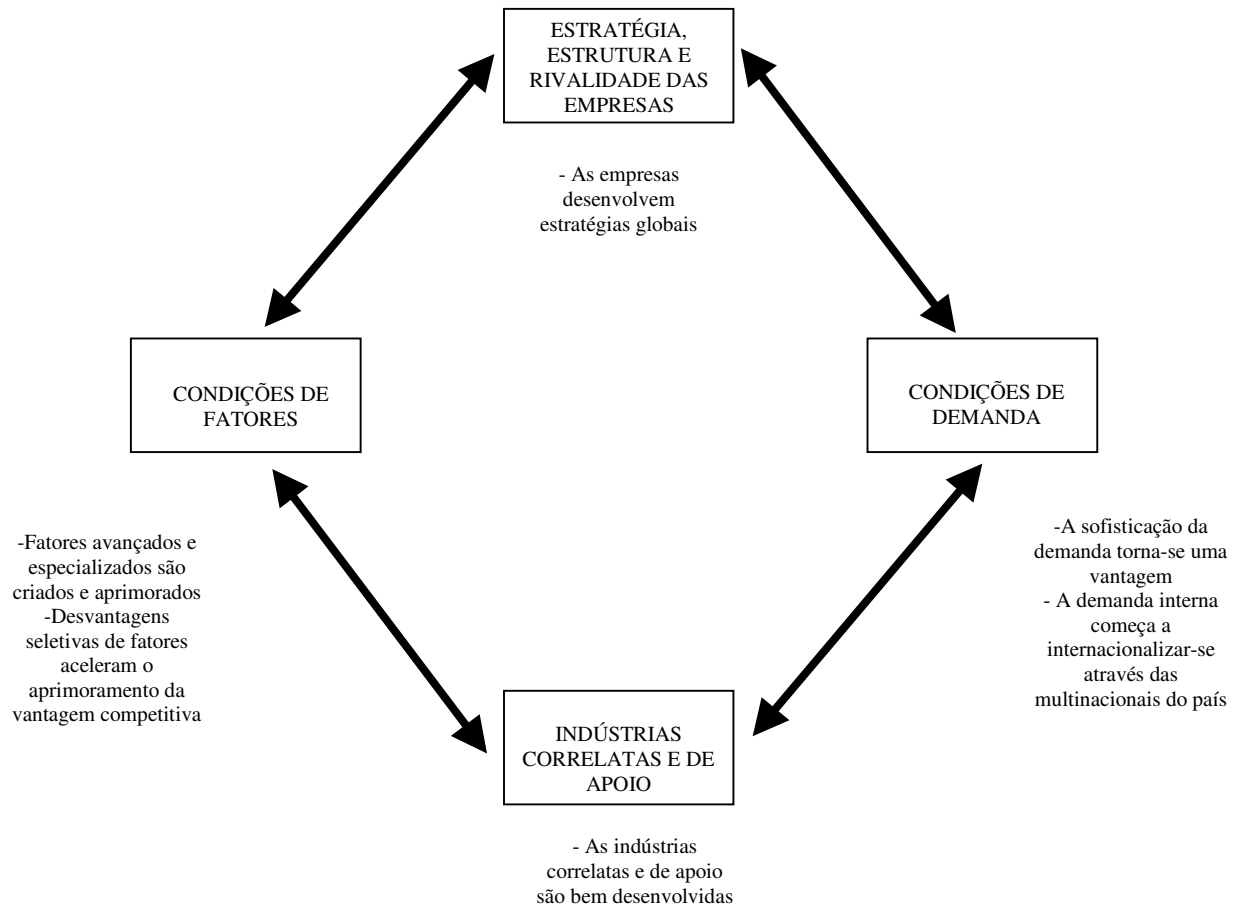 ESTRATÉGIA,
ESTRUTURA E
RIVALIDADE DAS
EMPRESAS
- As empresas
desenvolvem
estratégias globais
CONDIÇÕES DE
FATORES
CONDIÇÕES DE
DEMANDA
-Fatores avançados e
especializados são
criados e aprimorados
-Desvantagens
seletivas de fatores
aceleram o
aprimoramento da
vantagem competitiva
-A sofisticação da
demanda torna-se uma
vantagem
- A demanda interna
começa a
internacionalizar-se
através das
multinacionais do país
INDÚSTRIAS
CORRELATAS E DE
APOIO
- As indústrias
correlatas e de apoio
são bem desenvolvidas